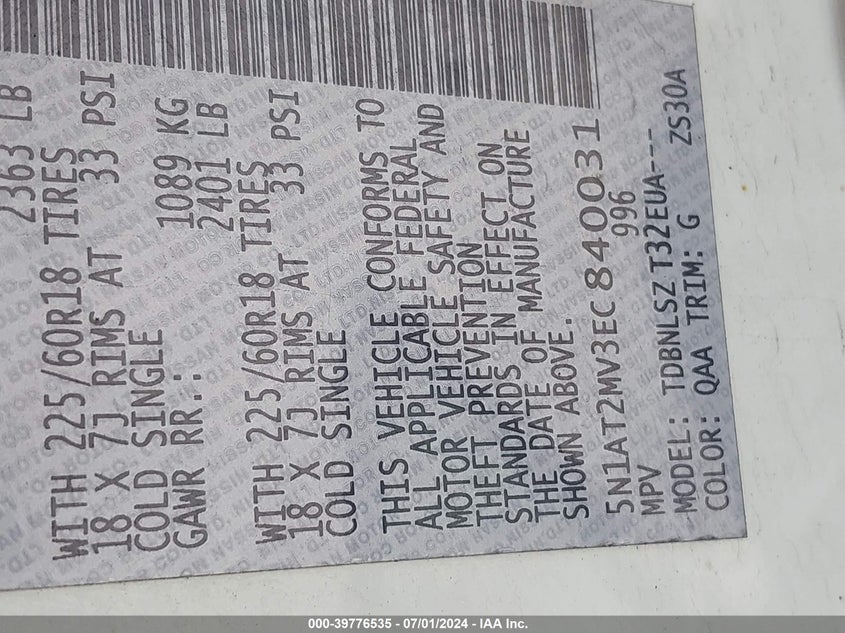 2363 LB
WITH 225/60R18 TIRES
18 X 7J RIMS AT 33 PSI
COLD SINGLE
GAWR RR.: 1089 KG
2401 LB
WITH 225/60R18 TIRES
18 X 7J RIMS AT 33 PSI
COLD SINGLE
THIS VEHICLE CONFORMS TO
ALL APPLICABLE FEDERAL
MOTOR VEHICLE SAFETY AND
THEFT PREVENTION
STANDARDS IN EFFECT ON
THE DATE OF MANUFACTURE
SHOWN ABOVE.
5N1AT2MV3EC840031
MPV 996
MODEL: TDBNLSZ T32EUA---
COLOR: QAA TRIM: G ZS30A
000-39776535 - 07/01/2024 - IAA Inc.